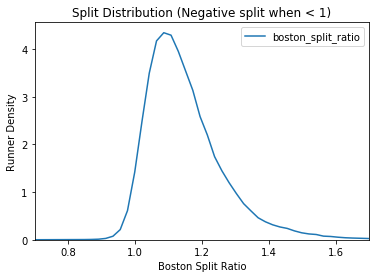 Split Distribution (Negative split when < 1)
boston_split_ratio
Runner Density
4
3
2
1
0
0.8 1.0 1.2 1.4 1.6
Boston Split Ratio